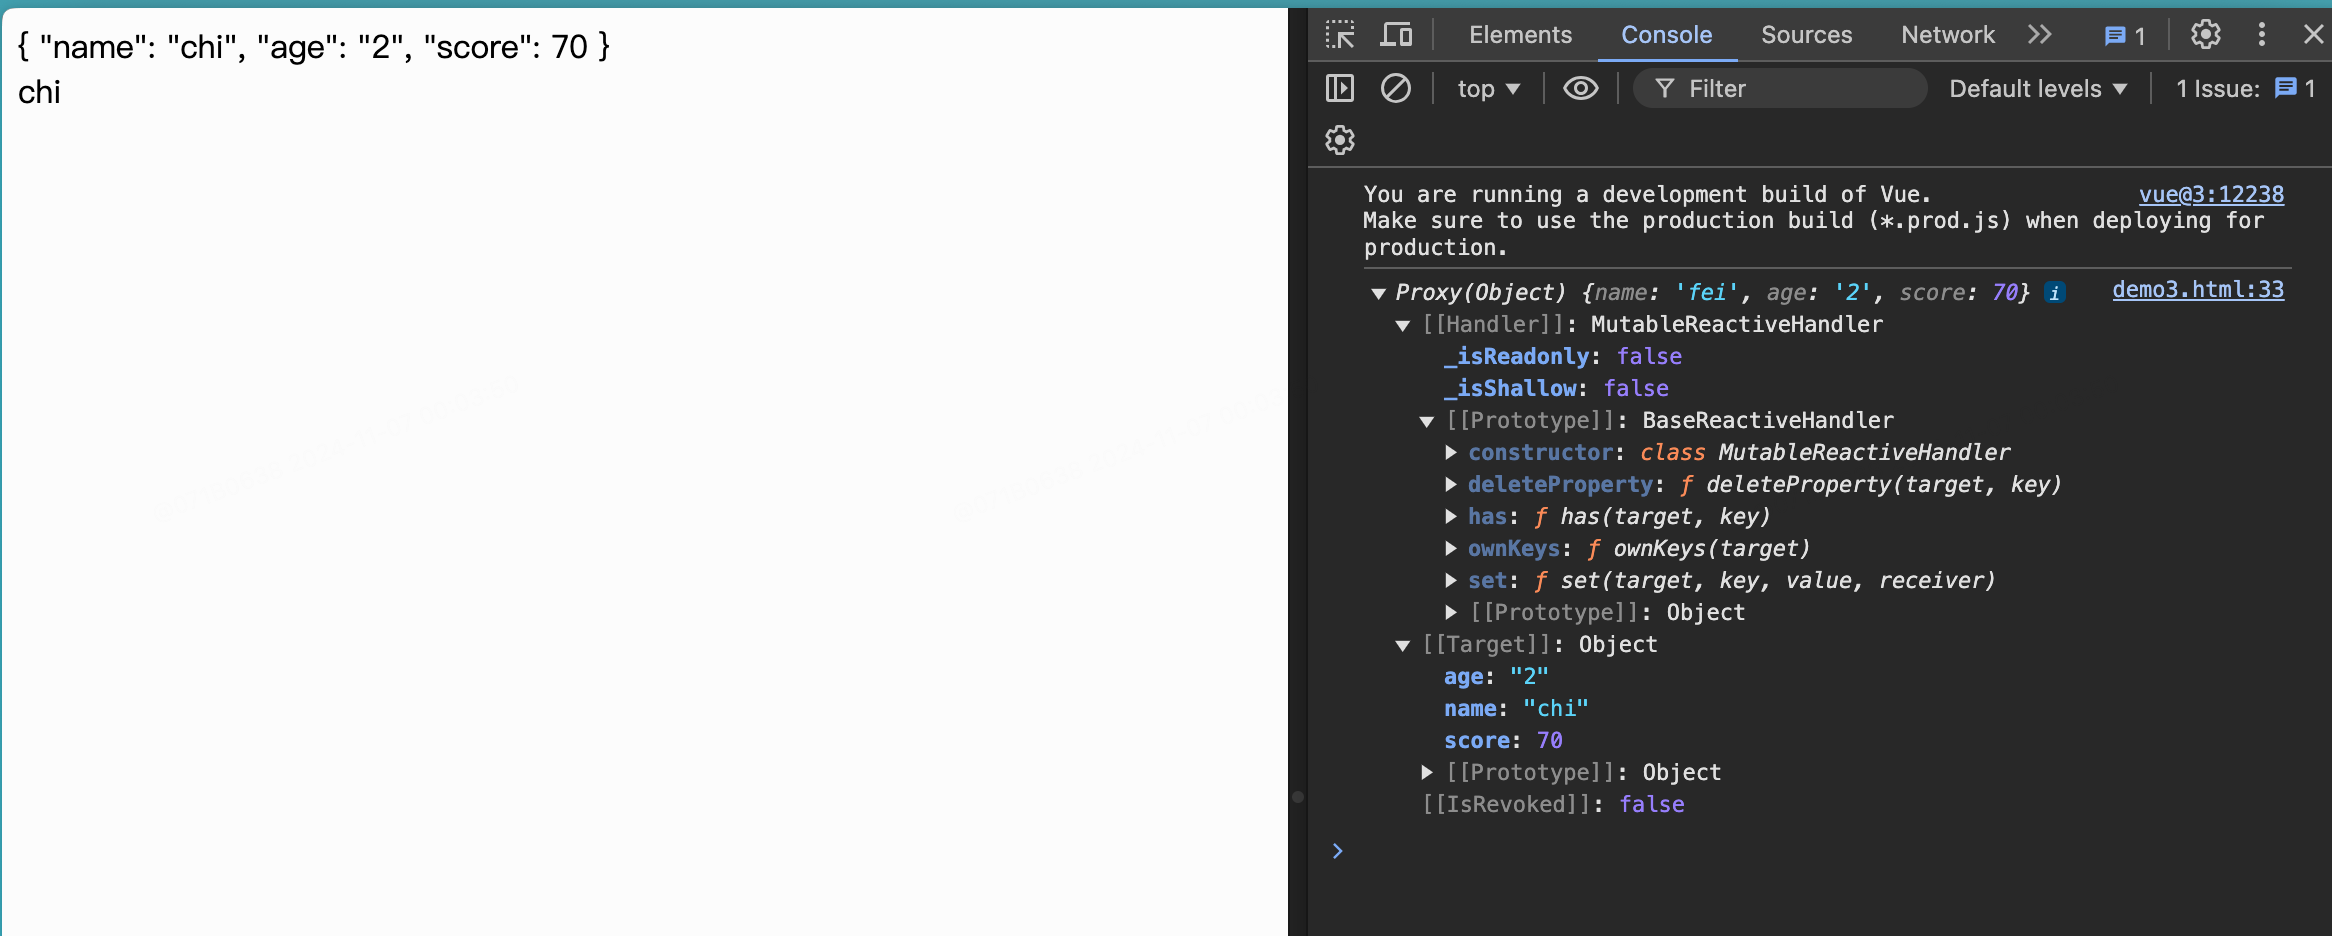 { "name": "chi", "age": "2", "score": 70 }
chi
Elements Console Sources Network 1
top Filter Default levels 1 Issue: 1
You are running a development build of Vue. vue@3:12238
Make sure to use the production build (*.prod.js) when deploying for
production.
Proxy(Object) {name: 'fei', age: '2', score: 70} i demo3.html:33
[[Handler]]: MutableReactiveHandler
_isReadonly: false
_isShallow: false
[[Prototype]]: BaseReactiveHandler
constructor: class MutableReactiveHandler
deleteProperty: ƒ deleteProperty(target, key)
has: ƒ has(target, key)
ownKeys: ƒ ownKeys(target)
set: ƒ set(target, key, value, receiver)
[[Prototype]]: Object
[[Target]]: Object
age: "2"
name: "chi"
score: 70
[[Prototype]]: Object
[[IsRevoked]]: false